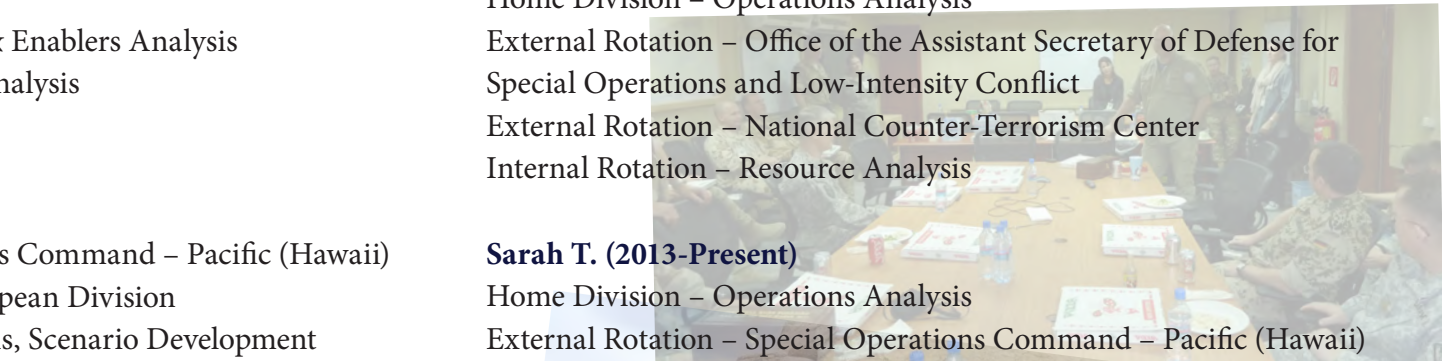 Enablers Analysis
s Command – Pacific (Hawaii)
pean Division
s, Scenario Development
Home Division – Operations Analysis
External Rotation – Office of the Assistant Secretary of Defense for
Special Operations and Low-Intensity Conflict
External Rotation – National Counter-Terrorism Center
Internal Rotation – Resource Analysis
Sarah T. (2013-Present)
Home Division – Operations Analysis
External Rotation – Special Operations Command – Pacific (Hawaii)